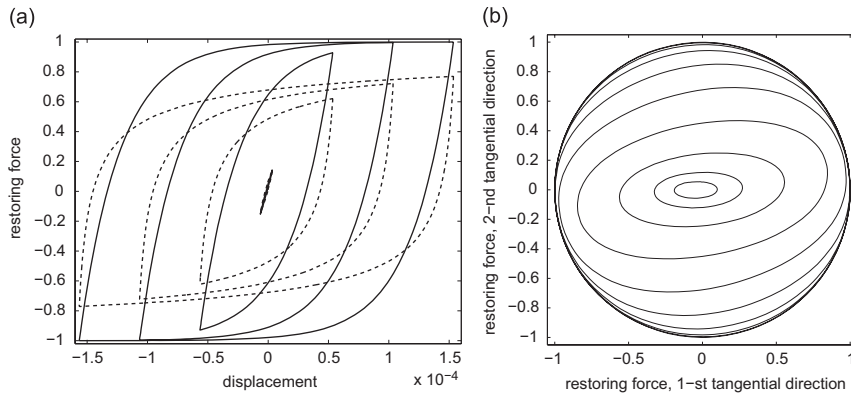 (a)
restoring force
1
0.8
0.6
0.4
0.2
0
−0.2
−0.4
−0.6
−0.8
−1
−1.5 −1 −0.5 0 0.5 1 1.5
displacement
x 10−4
(b)
restoring force, 2−nd tangential direction
1
0.8
0.6
0.4
0.2
0
−0.2
−0.4
−0.6
−0.8
−1
−1 −0.5 0 0.5 1
restoring force, 1−st tangential direction